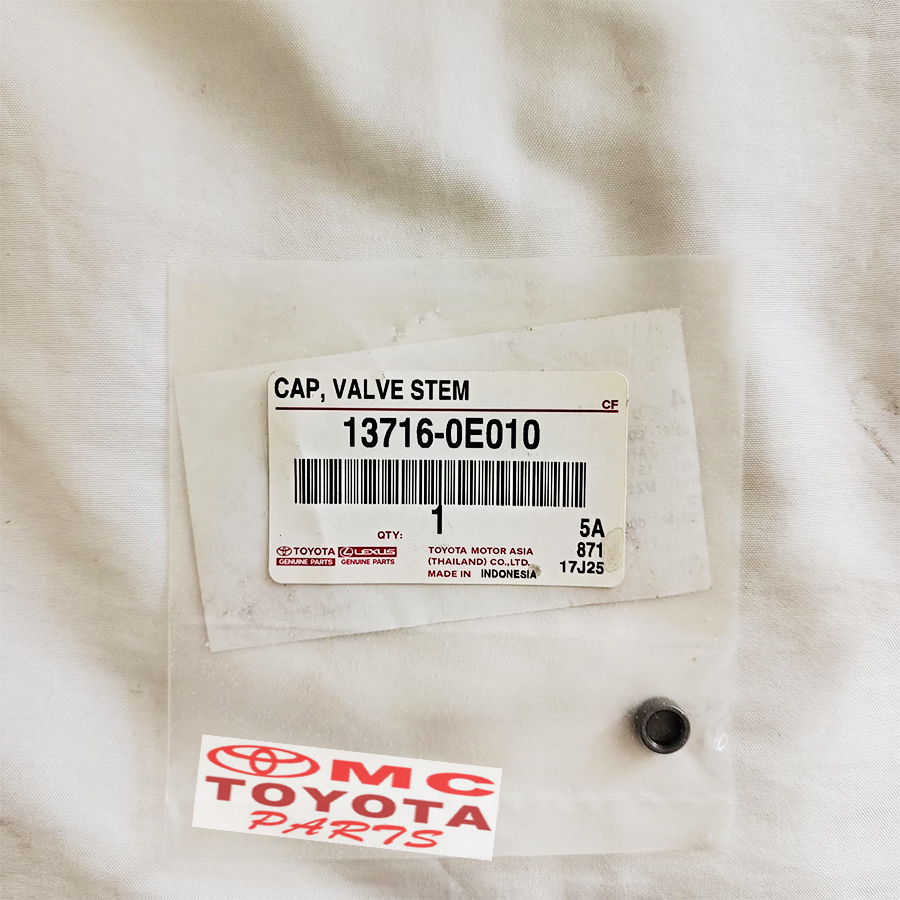 CAP, VALVE STEM
CF
13716-0E010
QTY: 1
5A
871
17J25
TOYOTA LEXUS
GENUINE PARTS GENUINE PARTS
TOYOTA MOTOR ASIA
(THAILAND) CO.,LTD.
MADE IN INDONESIA
MC
TOYOTA
PARTS